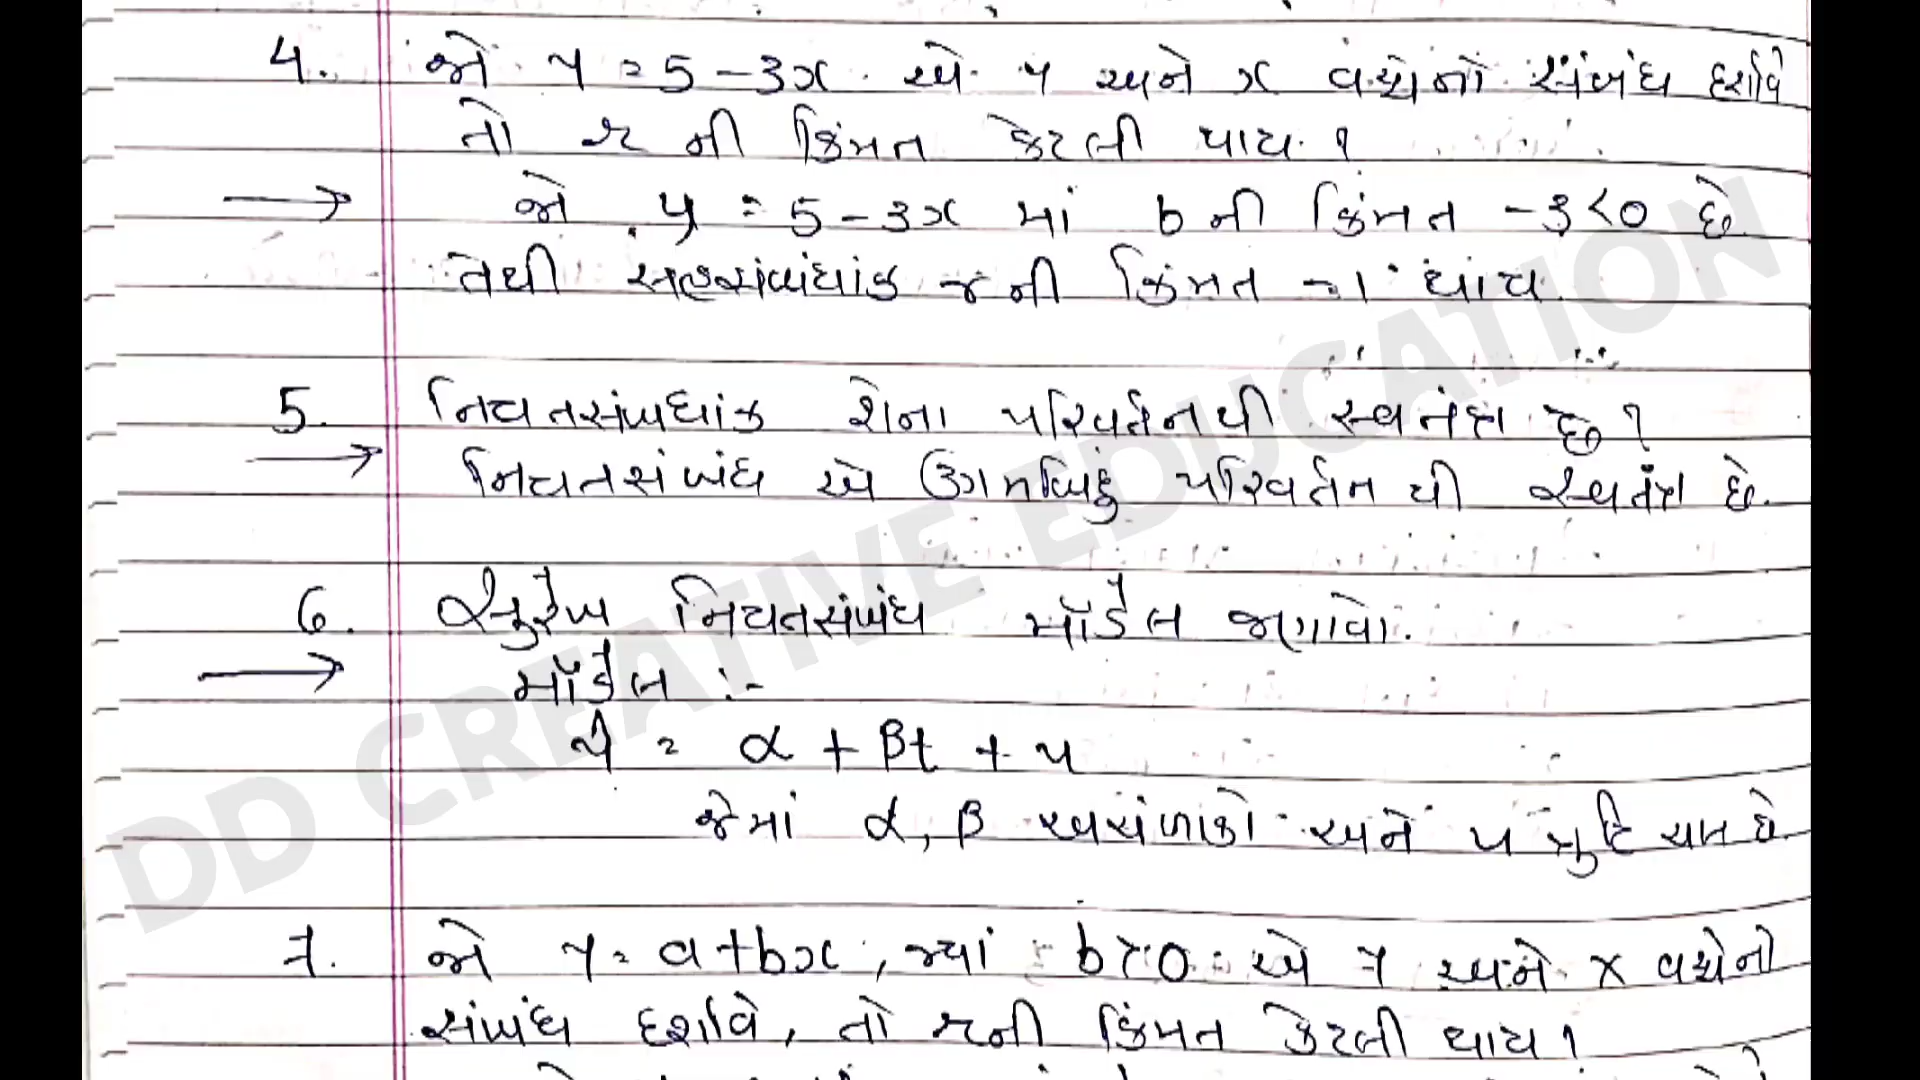 4. જો y = 5 - 3x એ y અને x વચ્ચેનો સંબંધ દર્શાવે
તો r ની કિંમત કેટલી થાય ?
→ જો y = 5 - 3x માં b ની કિંમત -3 < 0 છે
તેથી સહસંબંધાંક r ની કિંમત -1 થાય
5. નિયતસંબંધાંક શેના પરિવર્તનથી સ્વતંત્ર છે ?
→ નિયતસંબંધ એ ઉગમબિંદુ પરિવર્તન થી સ્વતંત્ર છે.
6. સુરેખ નિયતસંબંધ મૉડેલ જણાવો.
→ મૉડેલ :-
y = α + βt + u
જેમાં α, β અચળાંકો અને u ત્રુટિ ચલ છે
7. જો y = a + bx, જ્યાં b > 0 એ y અને x વચ્ચેનો
સંબંધ દર્શાવે, તો r ની કિંમત કેટલી થાય ?
DD CREATIVE EDUCATION